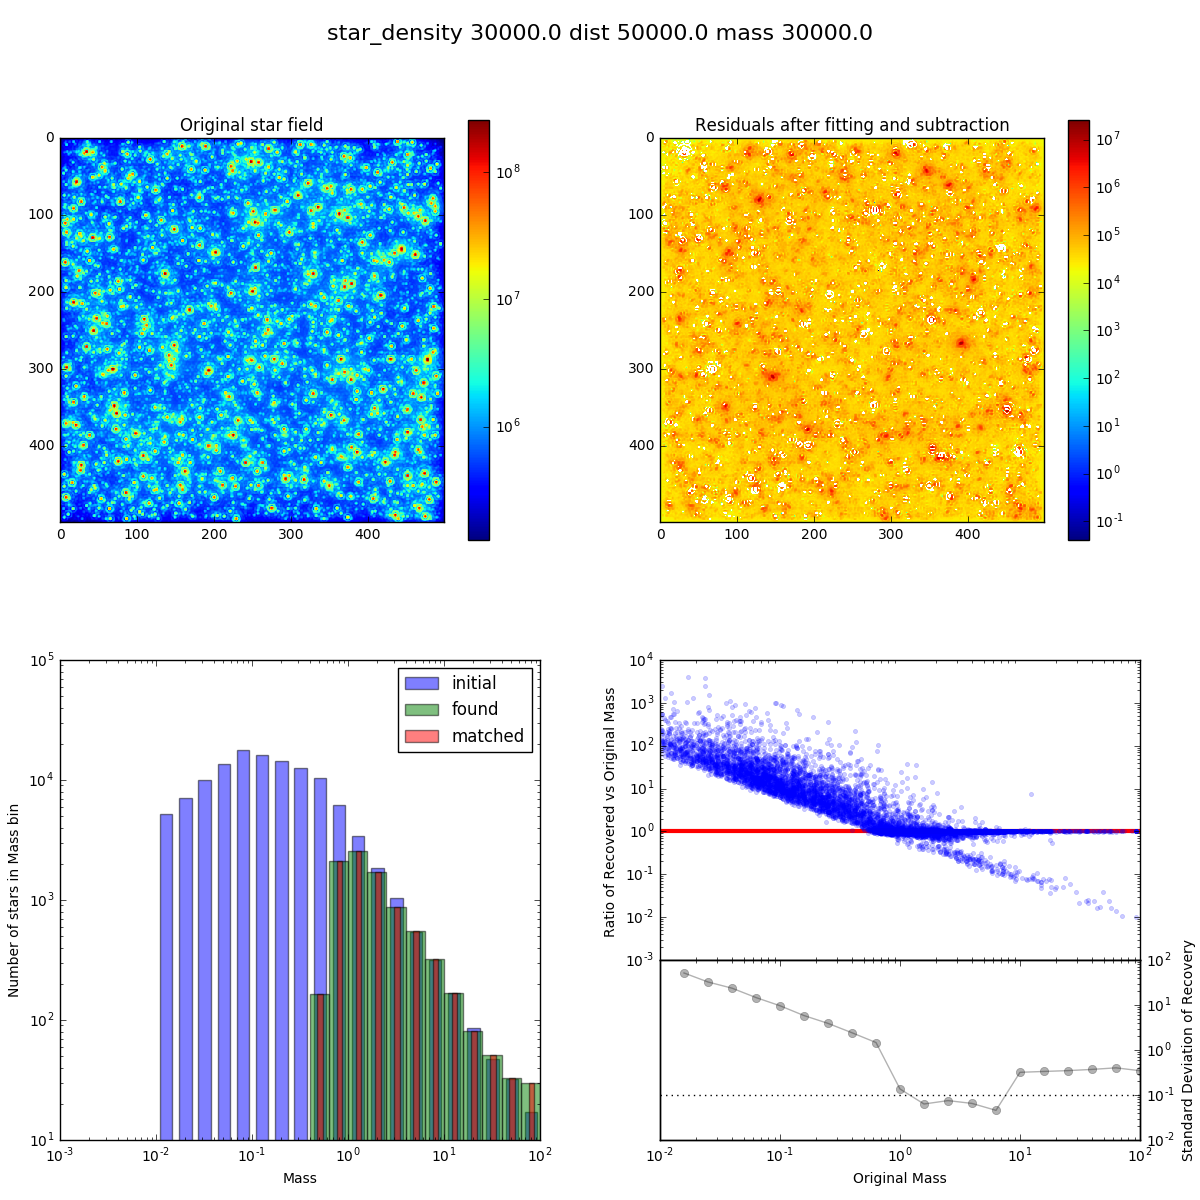 star_density 30000.0 dist 50000.0 mass 30000.0
Original star field
0
100
200
300
400
0 100 200 300 400
10^8
10^7
10^6
Residuals after fitting and subtraction
0
100
200
300
400
0 100 200 300 400
10^7
10^6
10^5
10^4
10^3
10^2
10^1
10^0
10^-1
Number of stars in Mass bin
10^5
10^4
10^3
10^2
10^1
initial
found
matched
10^-3 10^-2 10^-1 10^0 10^1 10^2
Mass
Ratio of Recovered vs Original Mass
10^4
10^3
10^2
10^1
10^0
10^-1
10^-2
10^-3
10^2
10^1
10^0
10^-1
10^-2
Standard Deviation of Recovery
10^-2 10^-1 10^0 10^1 10^2
Original Mass